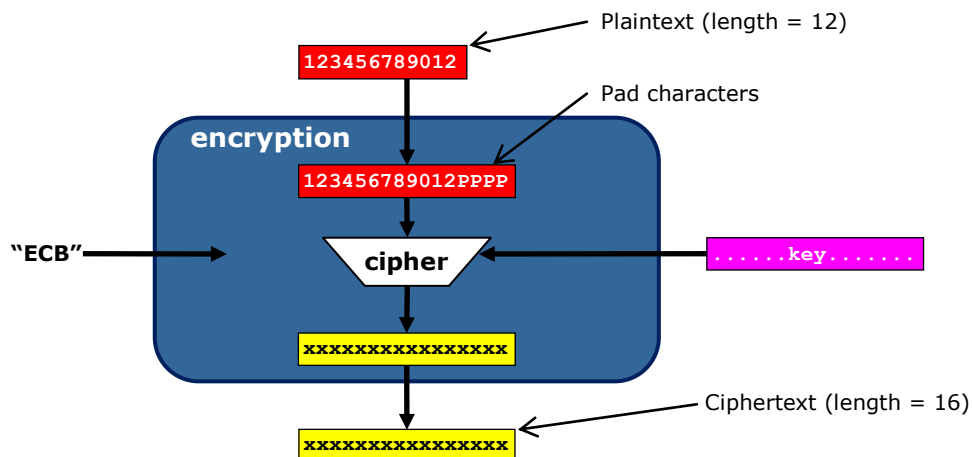 Plaintext (length = 12)
123456789012
Pad characters
encryption
123456789012PPPP
“ECB”
cipher
......key.......
xxxxxxxxxxxxxxxx
Ciphertext (length = 16)
xxxxxxxxxxxxxxxx